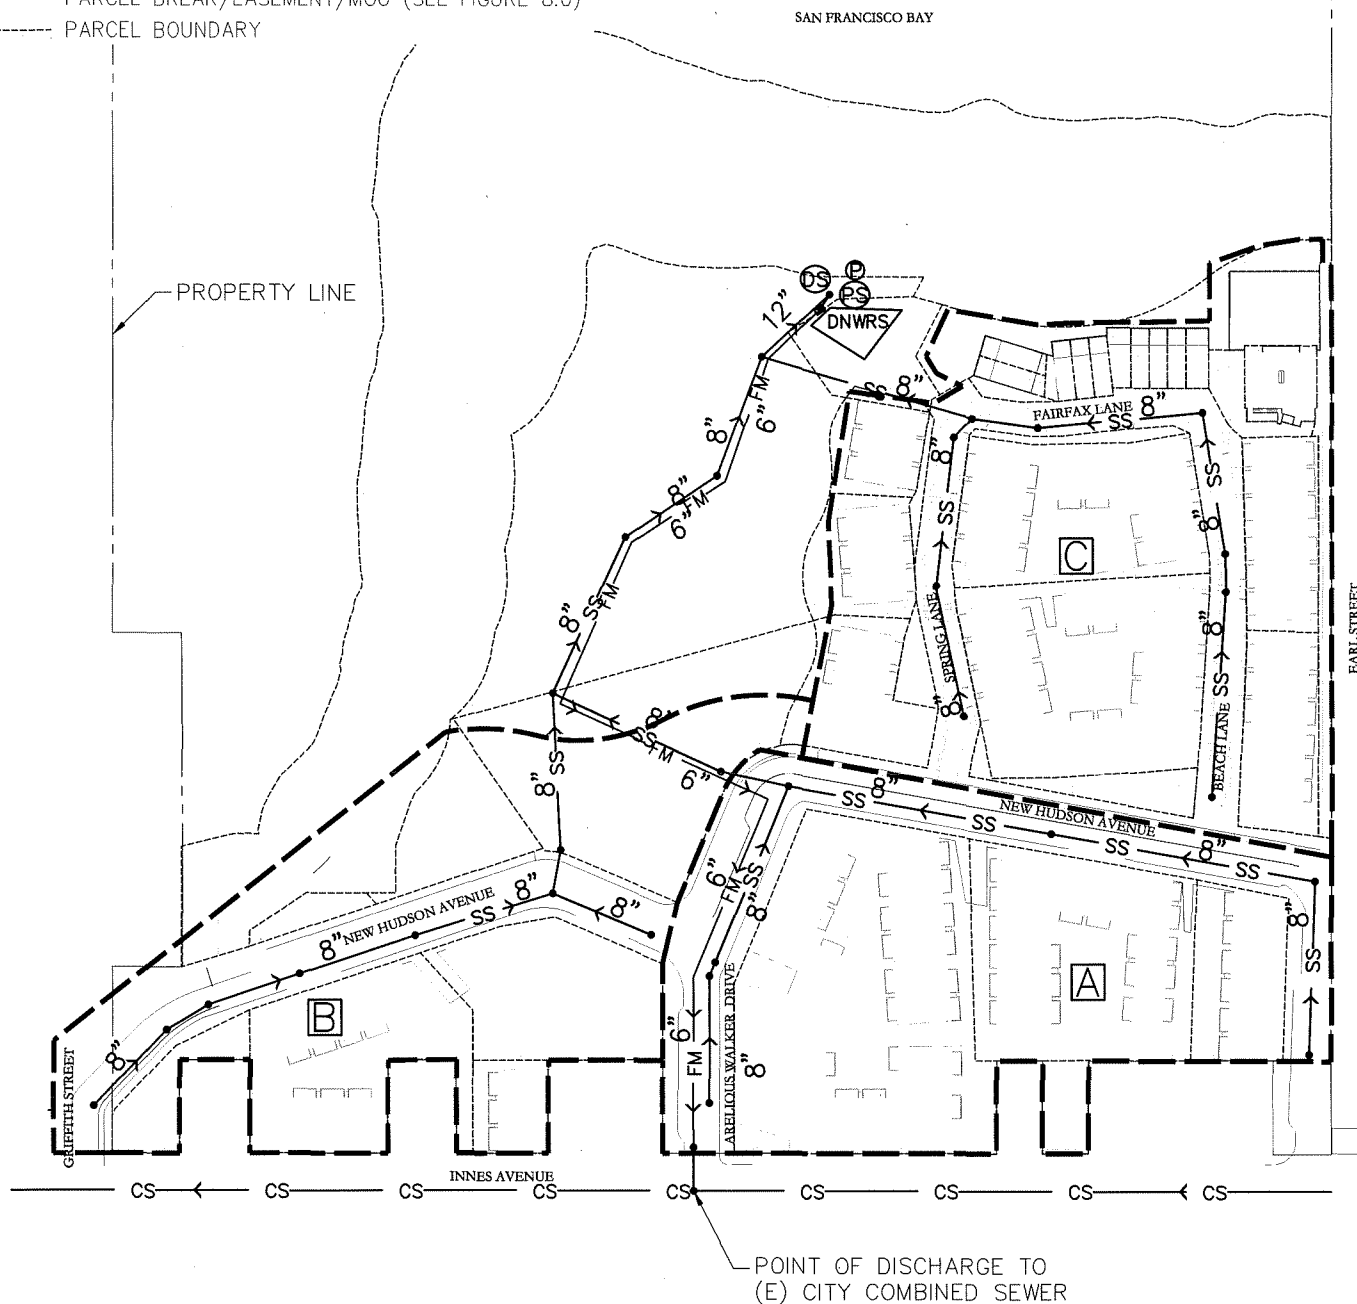 PARCEL BREAK/EASEMENT/MUU (SEE FIGURE 8.0)
PARCEL BOUNDARY
SAN FRANCISCO BAY
PROPERTY LINE
DS
P
PS
12"
DNWRS
FM
6"
8"
SS
8"
FAIRFAX LANE
8"
SS
8"
8"
FM
6"
SS
SS
8"
C
8"
SS
FM
8"
SPRING LANE
8"
SS
BEACH LANE
EARL STREET
8"
SS
FM
6"
8"
SS
8"
SS
SS
NEW HUDSON AVENUE
SS
8"
SS
6"
FM
SS
8"
8"
NEW HUDSON AVENUE
SS
8"
8"
8"
SS
A
B
8"
6"
FM
8"
ARELIOUS WALKER DRIVE
GRIFFITH STREET
INNES AVENUE
CS
CS
CS
CS
CS
CS
CS
CS
CS
POINT OF DISCHARGE TO
(E) CITY COMBINED SEWER